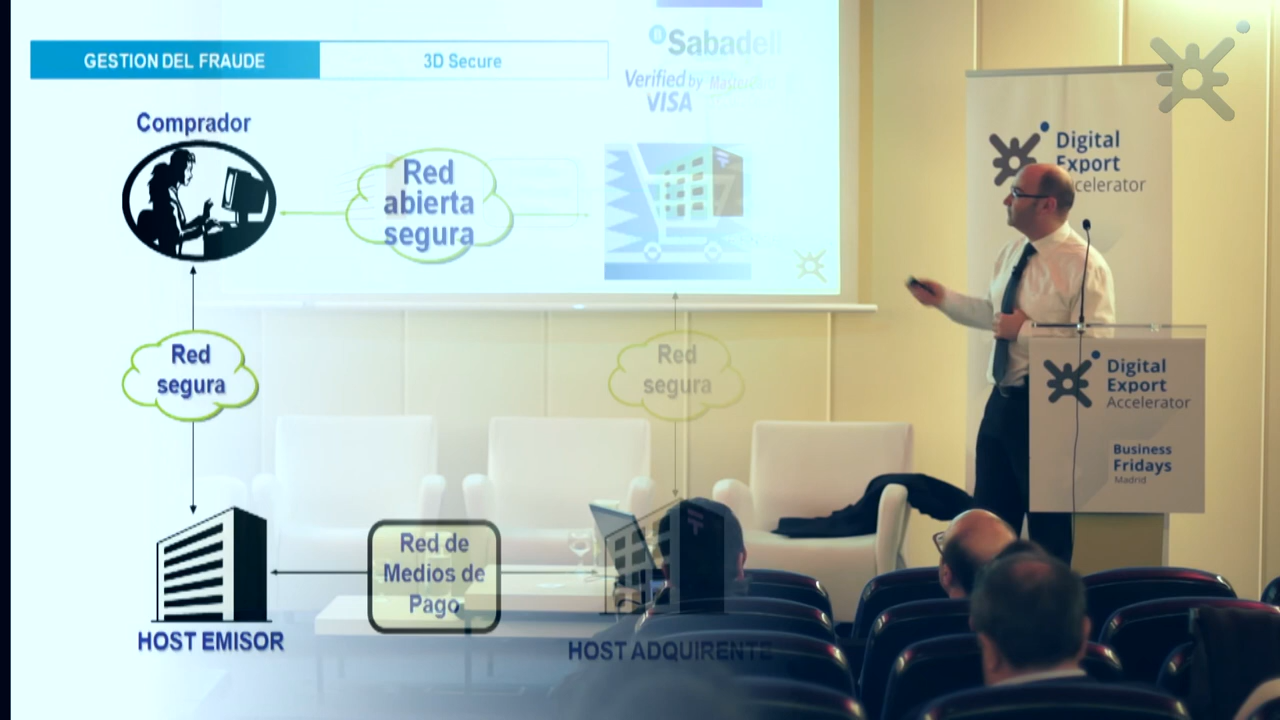 GESTION DEL FRAUDE
3D Secure
Sabadell
Verified by
VISA
Comprador
Red
abierta
segura
Red
segura
Red
segura
Red de
Medios de
Pago
HOST EMISOR
HOST ADQUIRENTE
Digital
Export
Accelerator
Digital
Export
Accelerator
Business
Fridays
Madrid